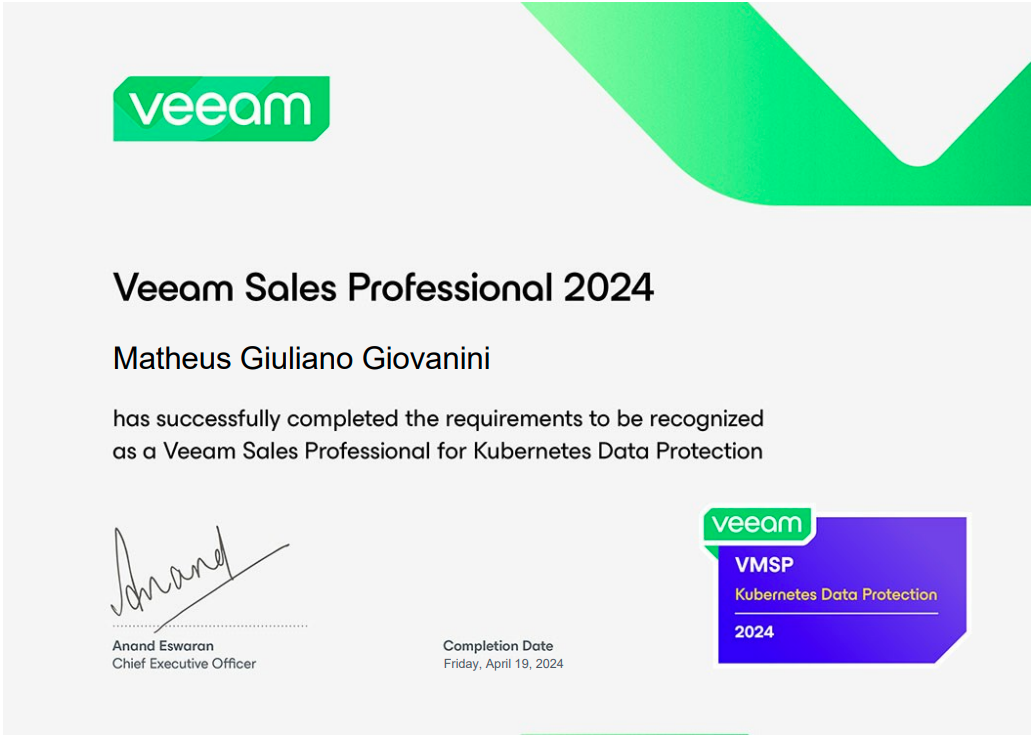 veeam
Veeam Sales Professional 2024
Matheus Giuliano Giovanini
has successfully completed the requirements to be recognized
as a Veeam Sales Professional for Kubernetes Data Protection
Anand
Anand Eswaran
Chief Executive Officer
Completion Date
Friday, April 19, 2024
veeam
VMSP
Kubernetes Data Protection
2024